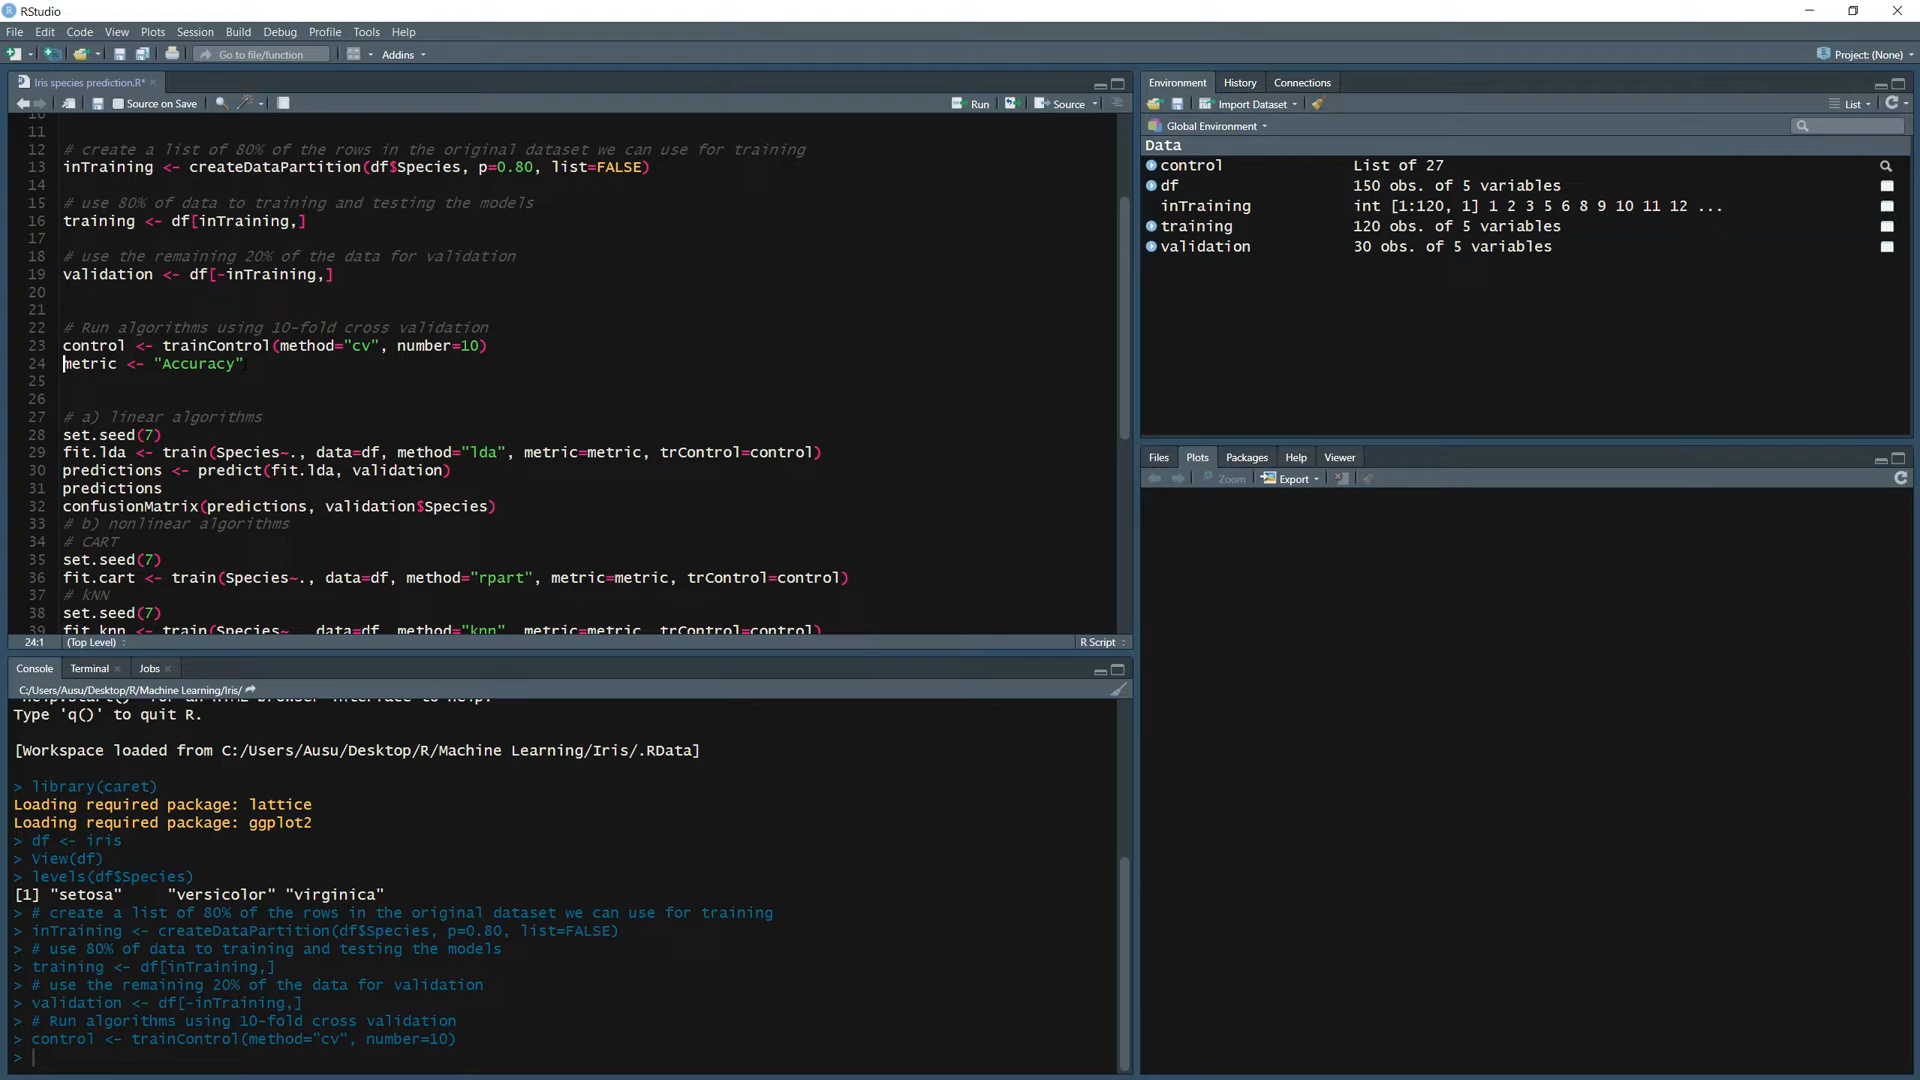 RStudio
File Edit Code View Plots Session Build Debug Profile Tools Help
Go to file/function
Addins
Project: (None)
Iris species prediction.R*
Source on Save
Run
Source
11
12 # create a list of 80% of the rows in the original dataset we can use for training
13 inTraining <- createDataPartition(df$Species, p=0.80, list=FALSE)
14
15 # use 80% of data to training and testing the models
16 training <- df[inTraining,]
17
18 # use the remaining 20% of the data for validation
19 validation <- df[-inTraining,]
20
21
22 # Run algorithms using 10-fold cross validation
23 control <- trainControl(method="cv", number=10)
24 metric <- "Accuracy"
25
26
27 # a) linear algorithms
28 set.seed(7)
29 fit.lda <- train(Species~., data=df, method="lda", metric=metric, trControl=control)
30 predictions <- predict(fit.lda, validation)
31 predictions
32 confusionMatrix(predictions, validation$Species)
33 # b) nonlinear algorithms
34 # CART
35 set.seed(7)
36 fit.cart <- train(Species~., data=df, method="rpart", metric=metric, trControl=control)
37 # kNN
38 set.seed(7)
39 fit.knn <- train(Species~., data=df, method="knn", metric=metric, trControl=control)
24:1 (Top Level) R Script
Console Terminal Jobs
C:/Users/Ausu/Desktop/R/Machine Learning/Iris/
Type 'q()' to quit R.
[Workspace loaded from C:/Users/Ausu/Desktop/R/Machine Learning/Iris/.RData]
> library(caret)
Loading required package: lattice
Loading required package: ggplot2
> df <- iris
> View(df)
> levels(df$Species)
[1] "setosa"     "versicolor" "virginica"
> # create a list of 80% of the rows in the original dataset we can use for training
> inTraining <- createDataPartition(df$Species, p=0.80, list=FALSE)
> # use 80% of data to training and testing the models
> training <- df[inTraining,]
> # use the remaining 20% of the data for validation
> validation <- df[-inTraining,]
> # Run algorithms using 10-fold cross validation
> control <- trainControl(method="cv", number=10)
>
Environment History Connections
Import Dataset
List
Global Environment
Data
control List of 27
df 150 obs. of 5 variables
inTraining int [1:120, 1] 1 2 3 5 6 8 9 10 11 12 ...
training 120 obs. of 5 variables
validation 30 obs. of 5 variables
Files Plots Packages Help Viewer
Zoom Export